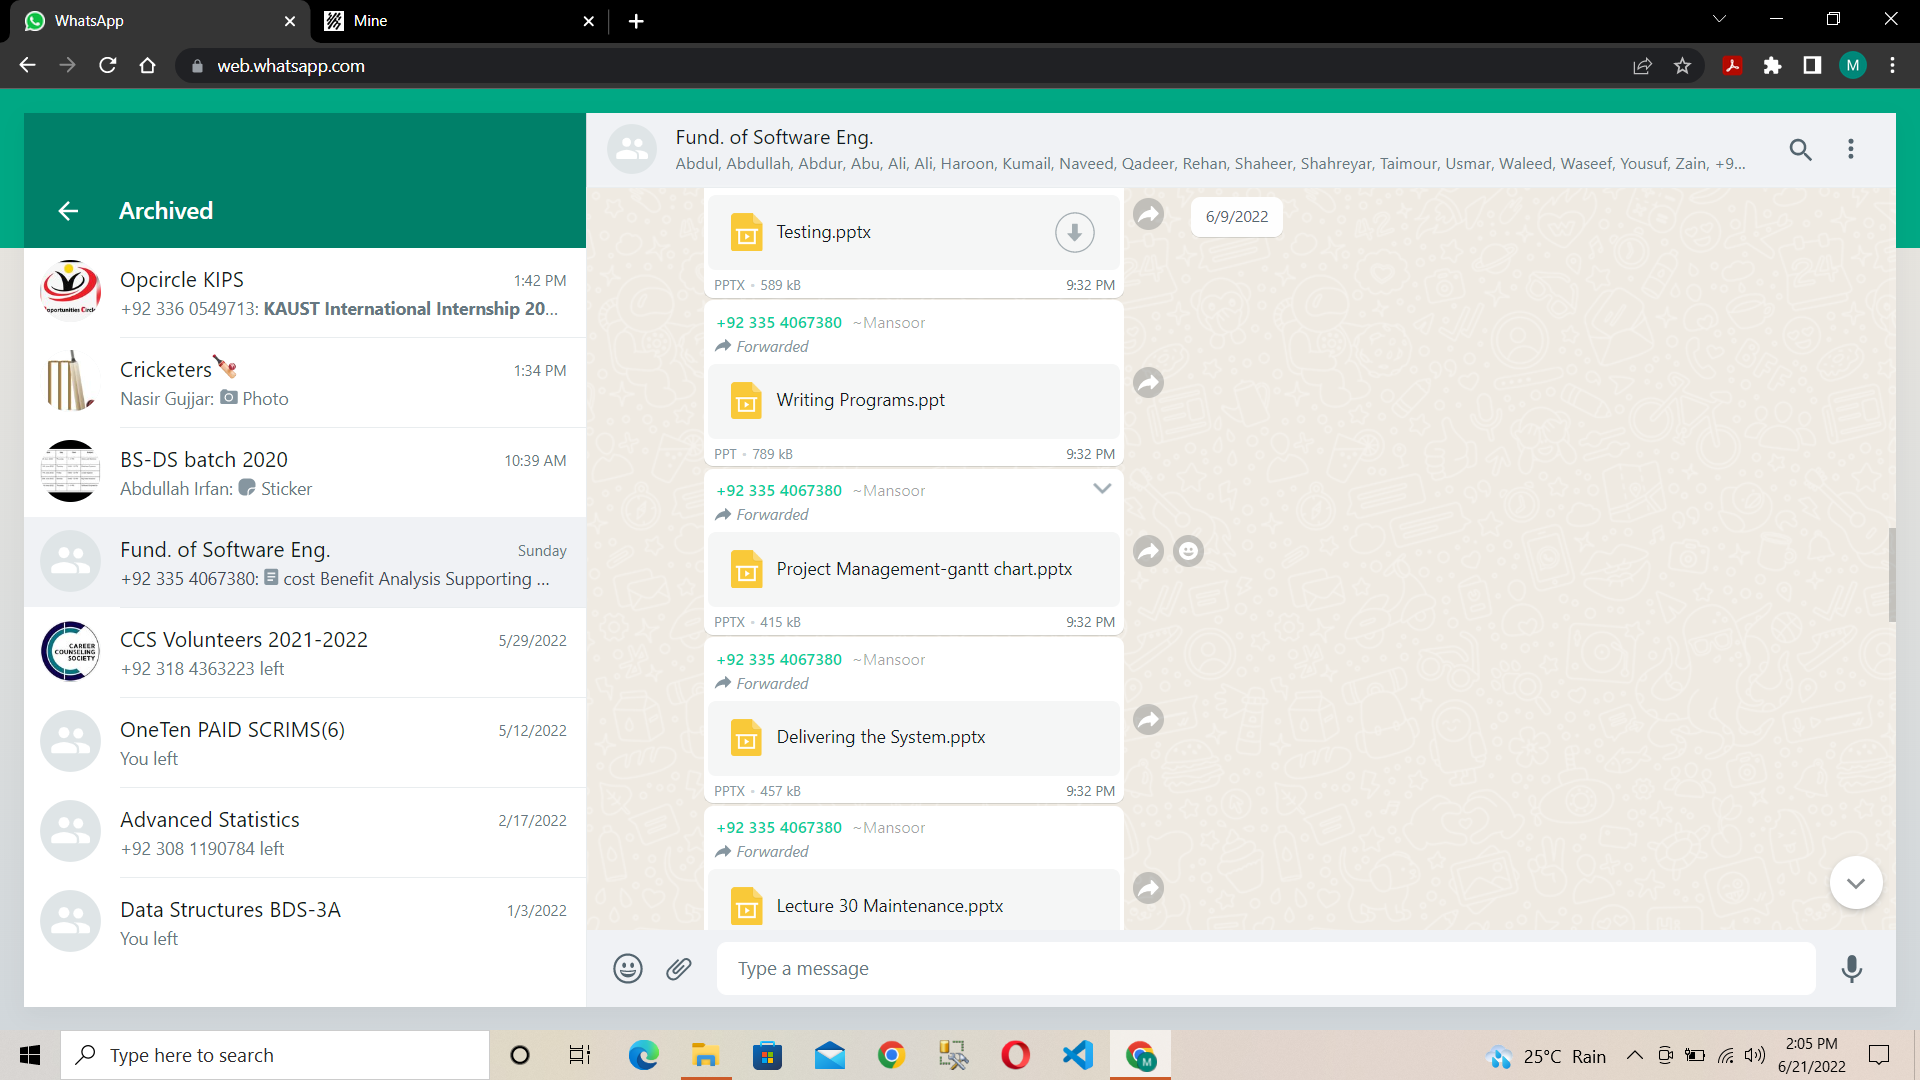 WhatsApp
Mine
web.whatsapp.com
M
Archived
Opcircle KIPS
1:42 PM
+92 336 0549713: KAUST International Internship 20...
Cricketers
1:34 PM
Nasir Gujjar: Photo
BS-DS batch 2020
10:39 AM
Abdullah Irfan: Sticker
Fund. of Software Eng.
Sunday
+92 335 4067380: cost Benefit Analysis Supporting ...
CAREER
COUNSELING
SOCIETY
CCS Volunteers 2021-2022
5/29/2022
+92 318 4363223 left
OneTen PAID SCRIMS(6)
5/12/2022
You left
Advanced Statistics
2/17/2022
+92 308 1190784 left
Data Structures BDS-3A
1/3/2022
You left
Fund. of Software Eng.
Abdul, Abdullah, Abdur, Abu, Ali, Ali, Haroon, Kumail, Naveed, Qadeer, Rehan, Shaheer, Shahreyar, Taimour, Usmar, Waleed, Waseef, Yousuf, Zain, +9...
6/9/2022
Testing.pptx
PPTX • 589 kB
9:32 PM
+92 335 4067380 ~Mansoor
Forwarded
Writing Programs.ppt
PPT • 789 kB
9:32 PM
+92 335 4067380 ~Mansoor
Forwarded
Project Management-gantt chart.pptx
PPTX • 415 kB
9:32 PM
+92 335 4067380 ~Mansoor
Forwarded
Delivering the System.pptx
PPTX • 457 kB
9:32 PM
+92 335 4067380 ~Mansoor
Forwarded
Lecture 30 Maintenance.pptx
Type a message
Type here to search
M
25°C Rain
2:05 PM
6/21/2022